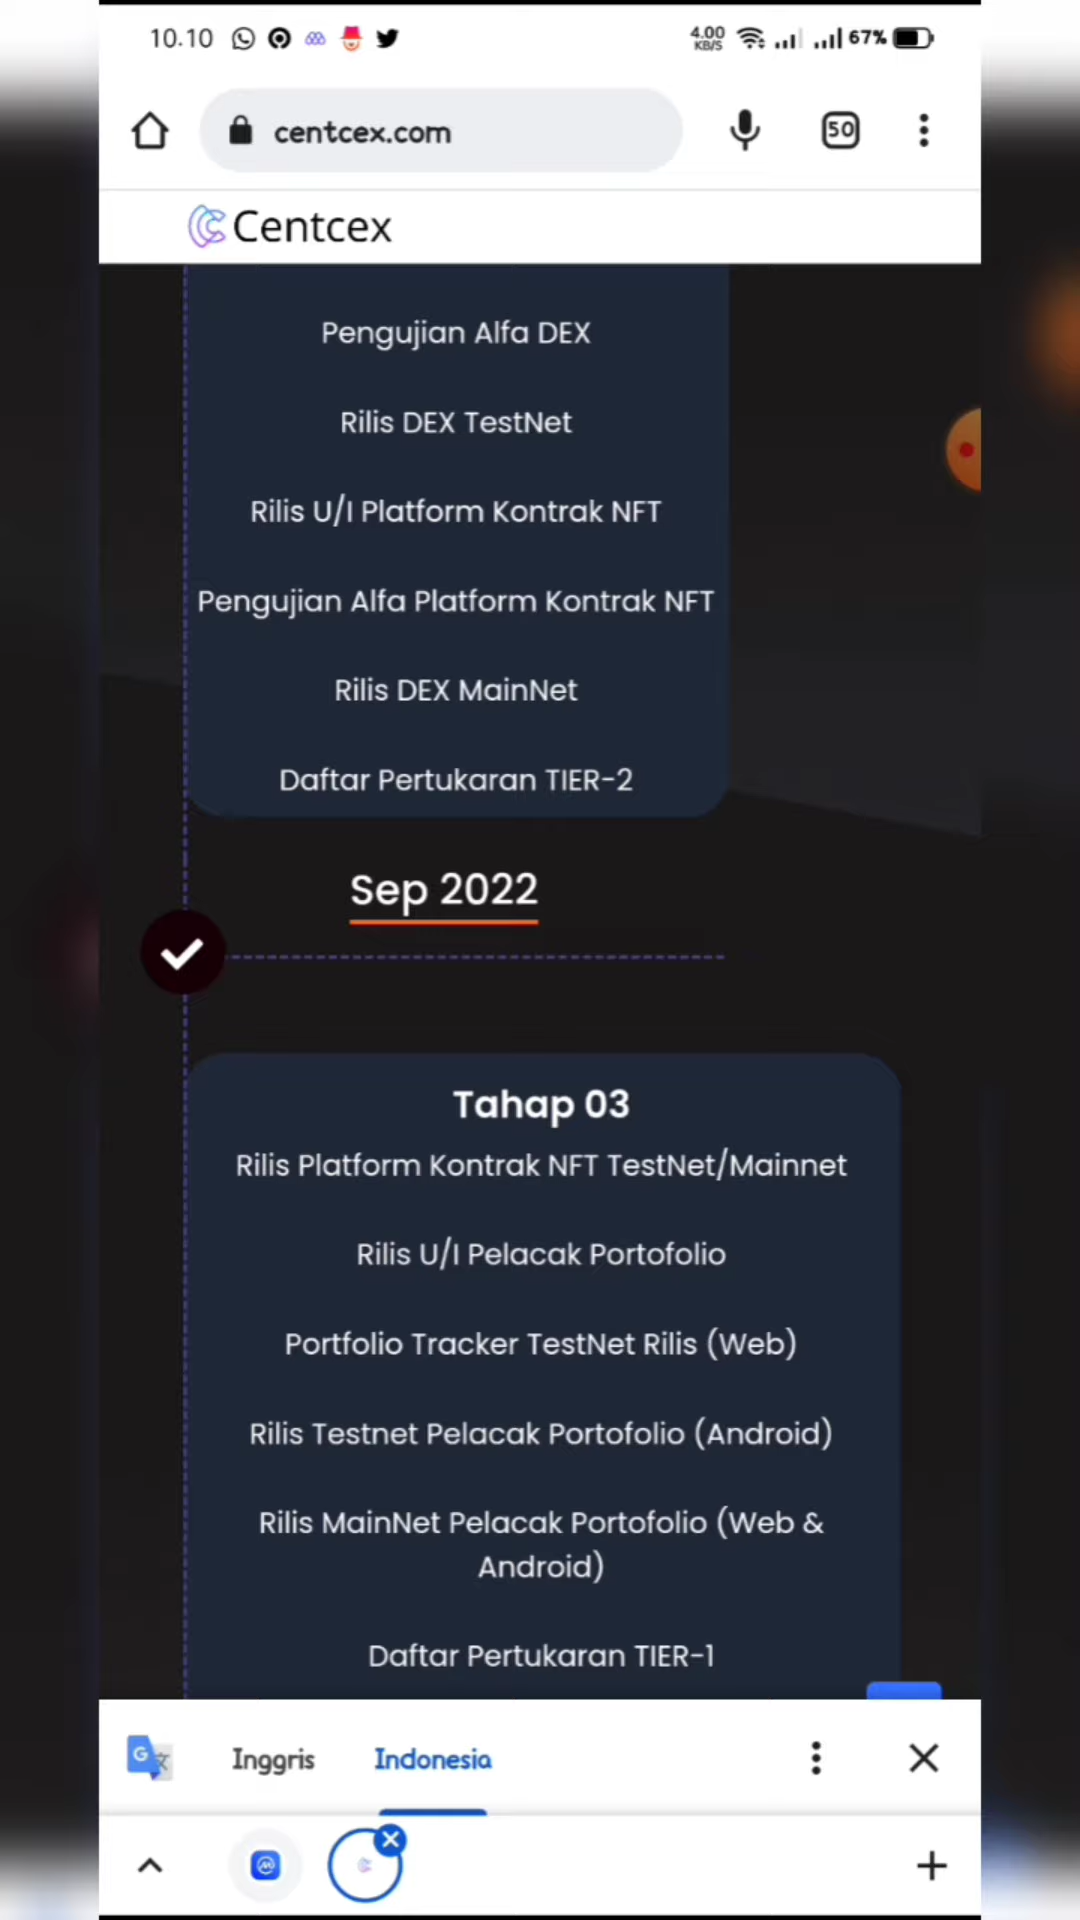 10.10
4.00
KB/S
67%
centcex.com
50
Centcex
Pengujian Alfa DEX
Rilis DEX TestNet
Rilis U/I Platform Kontrak NFT
Pengujian Alfa Platform Kontrak NFT
Rilis DEX MainNet
Daftar Pertukaran TIER-2
Sep 2022
Tahap 03
Rilis Platform Kontrak NFT TestNet/Mainnet
Rilis U/I Pelacak Portofolio
Portfolio Tracker TestNet Rilis (Web)
Rilis Testnet Pelacak Portofolio (Android)
Rilis MainNet Pelacak Portofolio (Web &
Android)
Daftar Pertukaran TIER-1
Inggris
Indonesia